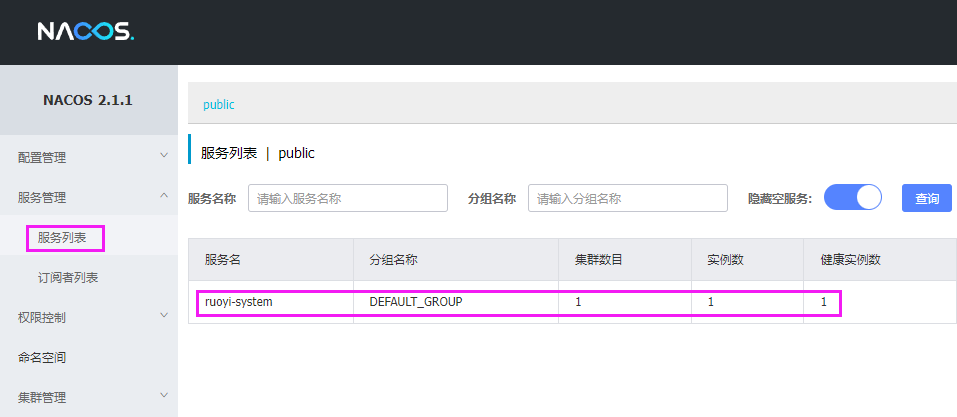 NACOS.
NACOS 2.1.1
public
配置管理
服务列表 | public
服务管理
服务名称 请输入服务名称 分组名称 请输入分组名称 隐藏空服务: 查询
服务列表
订阅者列表
服务名 分组名称 集群数目 实例数 健康实例数
ruoyi-system DEFAULT_GROUP 1 1 1
权限控制
命名空间
集群管理